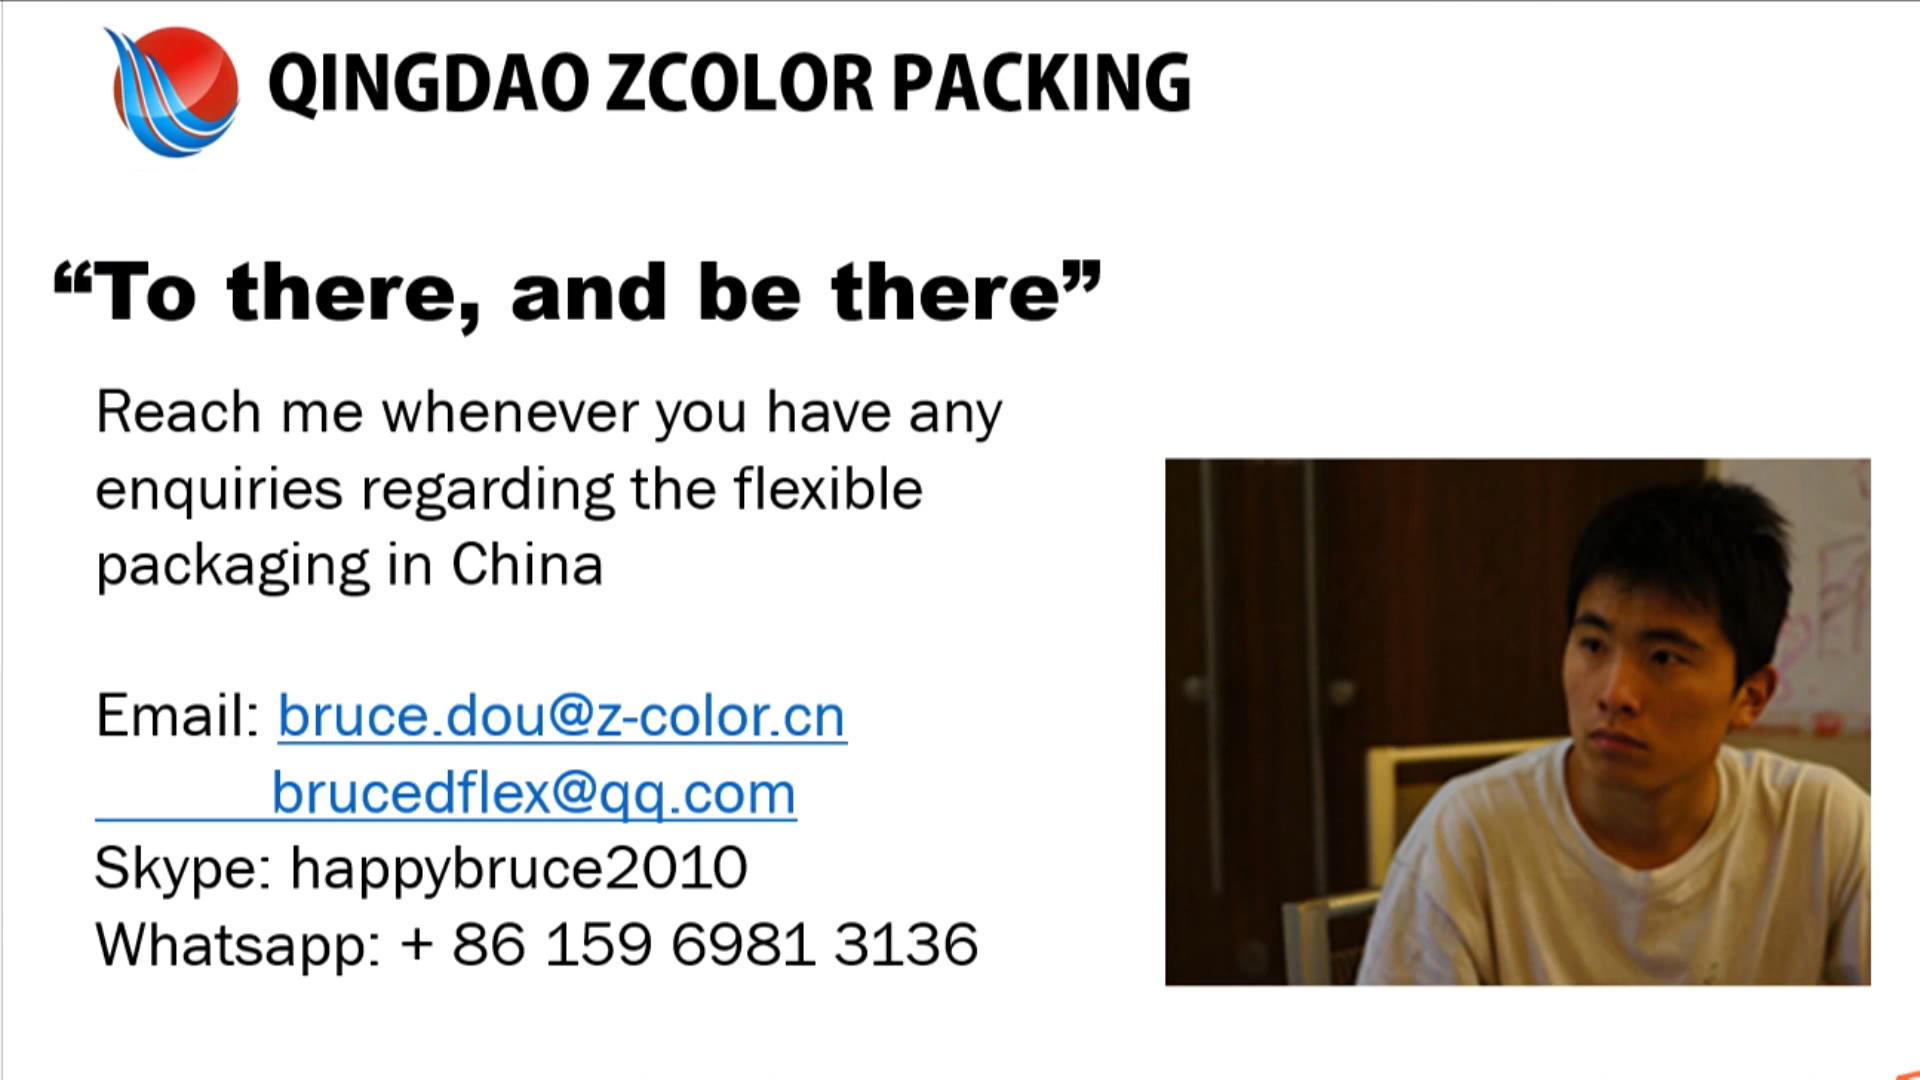 QINGDAO ZCOLOR PACKING
“To there, and be there”
Reach me whenever you have any
enquiries regarding the flexible
packaging in China
Email: bruce.dou@z-color.cn
brucedflex@qq.com
Skype: happybruce2010
Whatsapp: + 86 159 6981 3136